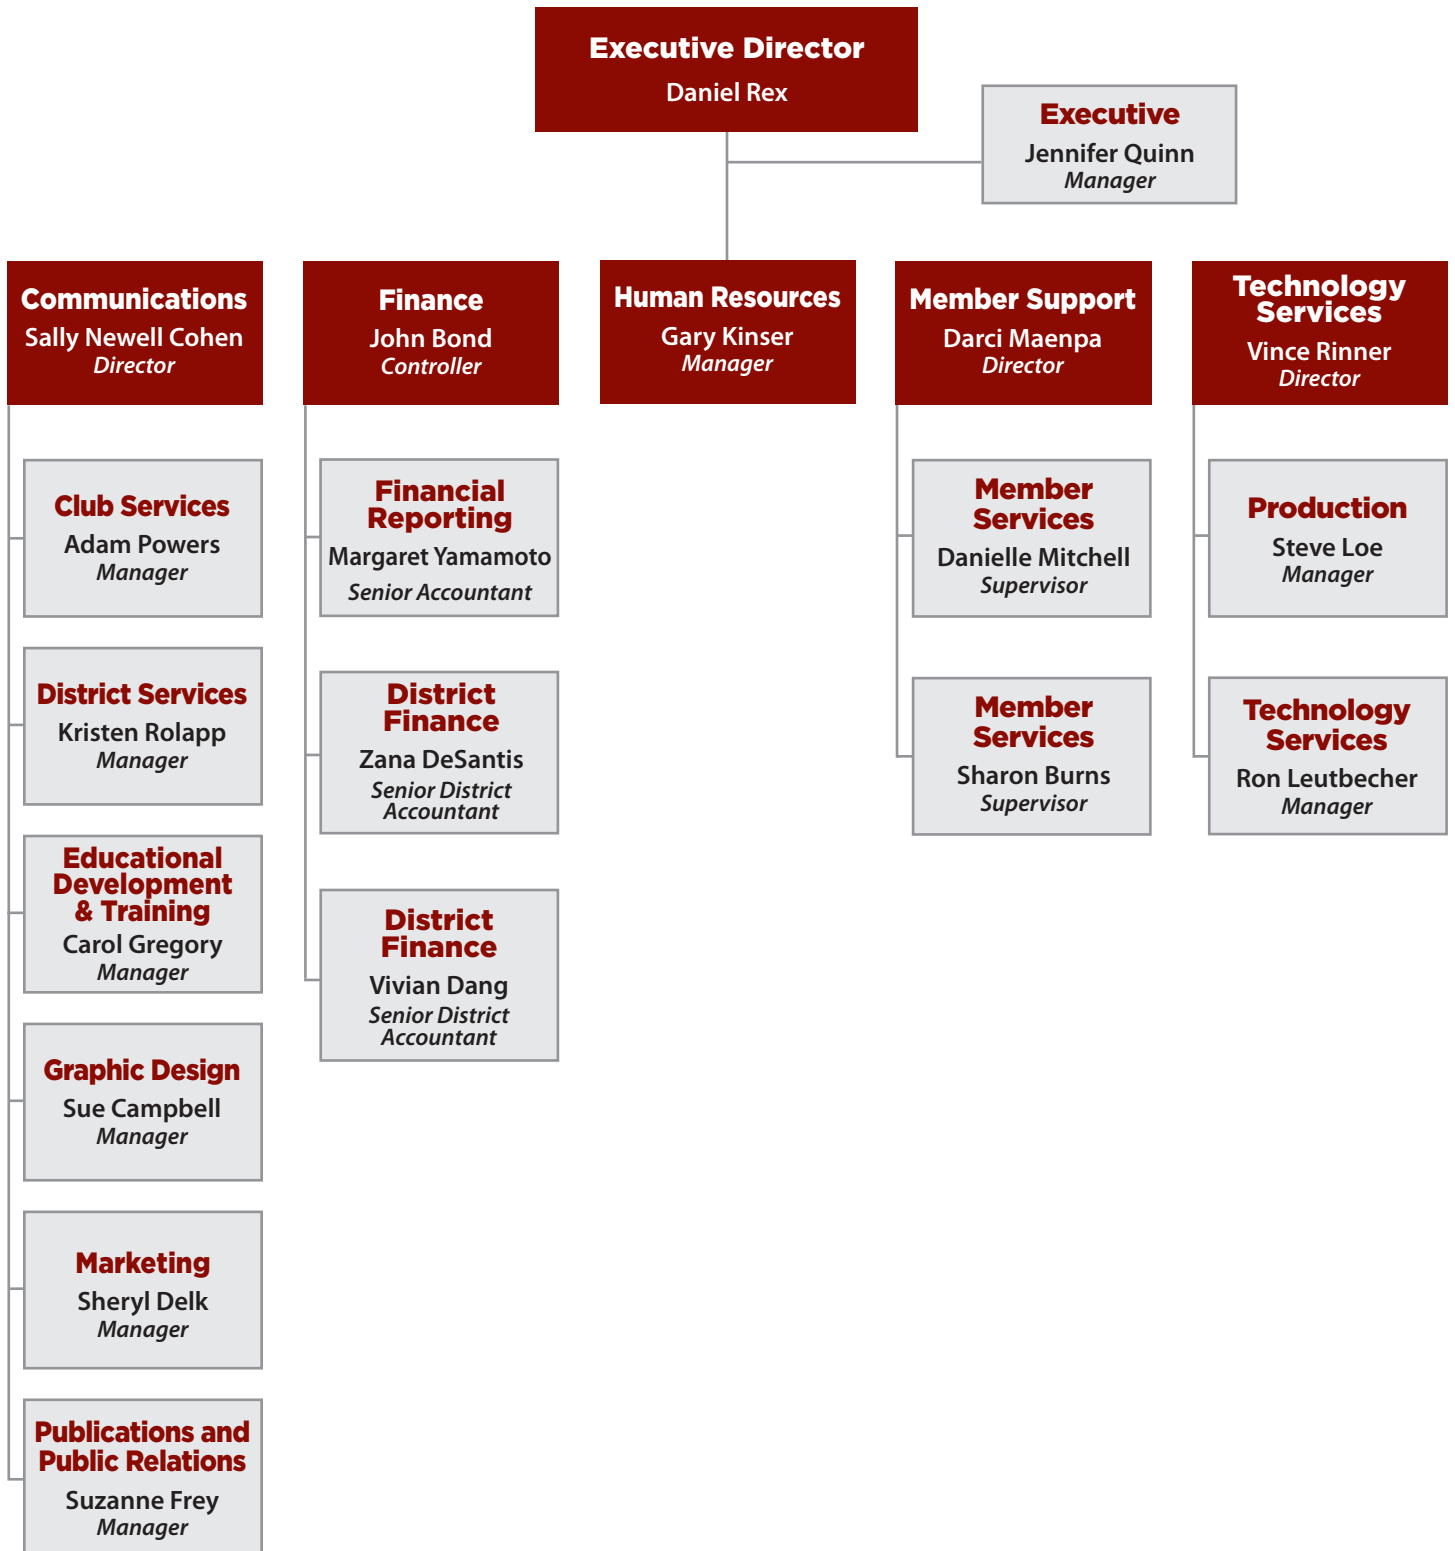 Executive Director
Daniel Rex
Executive
Jennifer Quinn
Manager
Communications
Sally Newell Cohen
Director
Finance
John Bond
Controller
Human Resources
Gary Kinser
Manager
Member Support
Darci Maenpa
Director
Technology
Services
Vince Rinner
Director
Club Services
Adam Powers
Manager
District Services
Kristen Rolapp
Manager
Educational
Development
& Training
Carol Gregory
Manager
Graphic Design
Sue Campbell
Manager
Marketing
Sheryl Delk
Manager
Publications and
Public Relations
Suzanne Frey
Manager
Financial
Reporting
Margaret Yamamoto
Senior Accountant
District
Finance
Zana DeSantis
Senior District
Accountant
District
Finance
Vivian Dang
Senior District
Accountant
Member
Services
Danielle Mitchell
Supervisor
Member
Services
Sharon Burns
Supervisor
Production
Steve Loe
Manager
Technology
Services
Ron Leutbecher
Manager